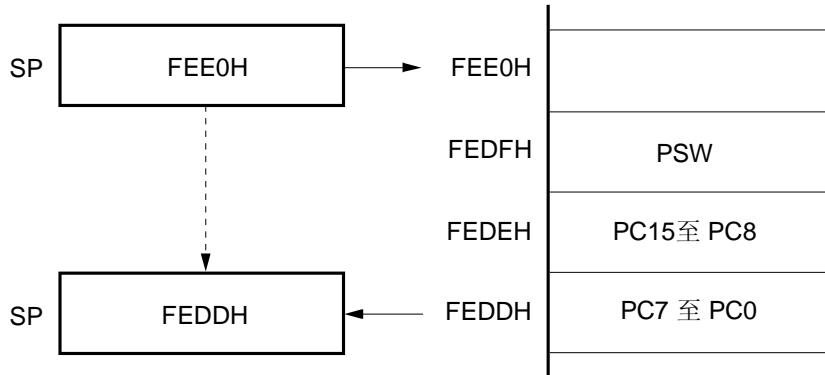 SP FEE0H FEE0H
FEDFH PSW
FEDEH PC15至 PC8
SP FEDDH FEDDH PC7 至 PC0